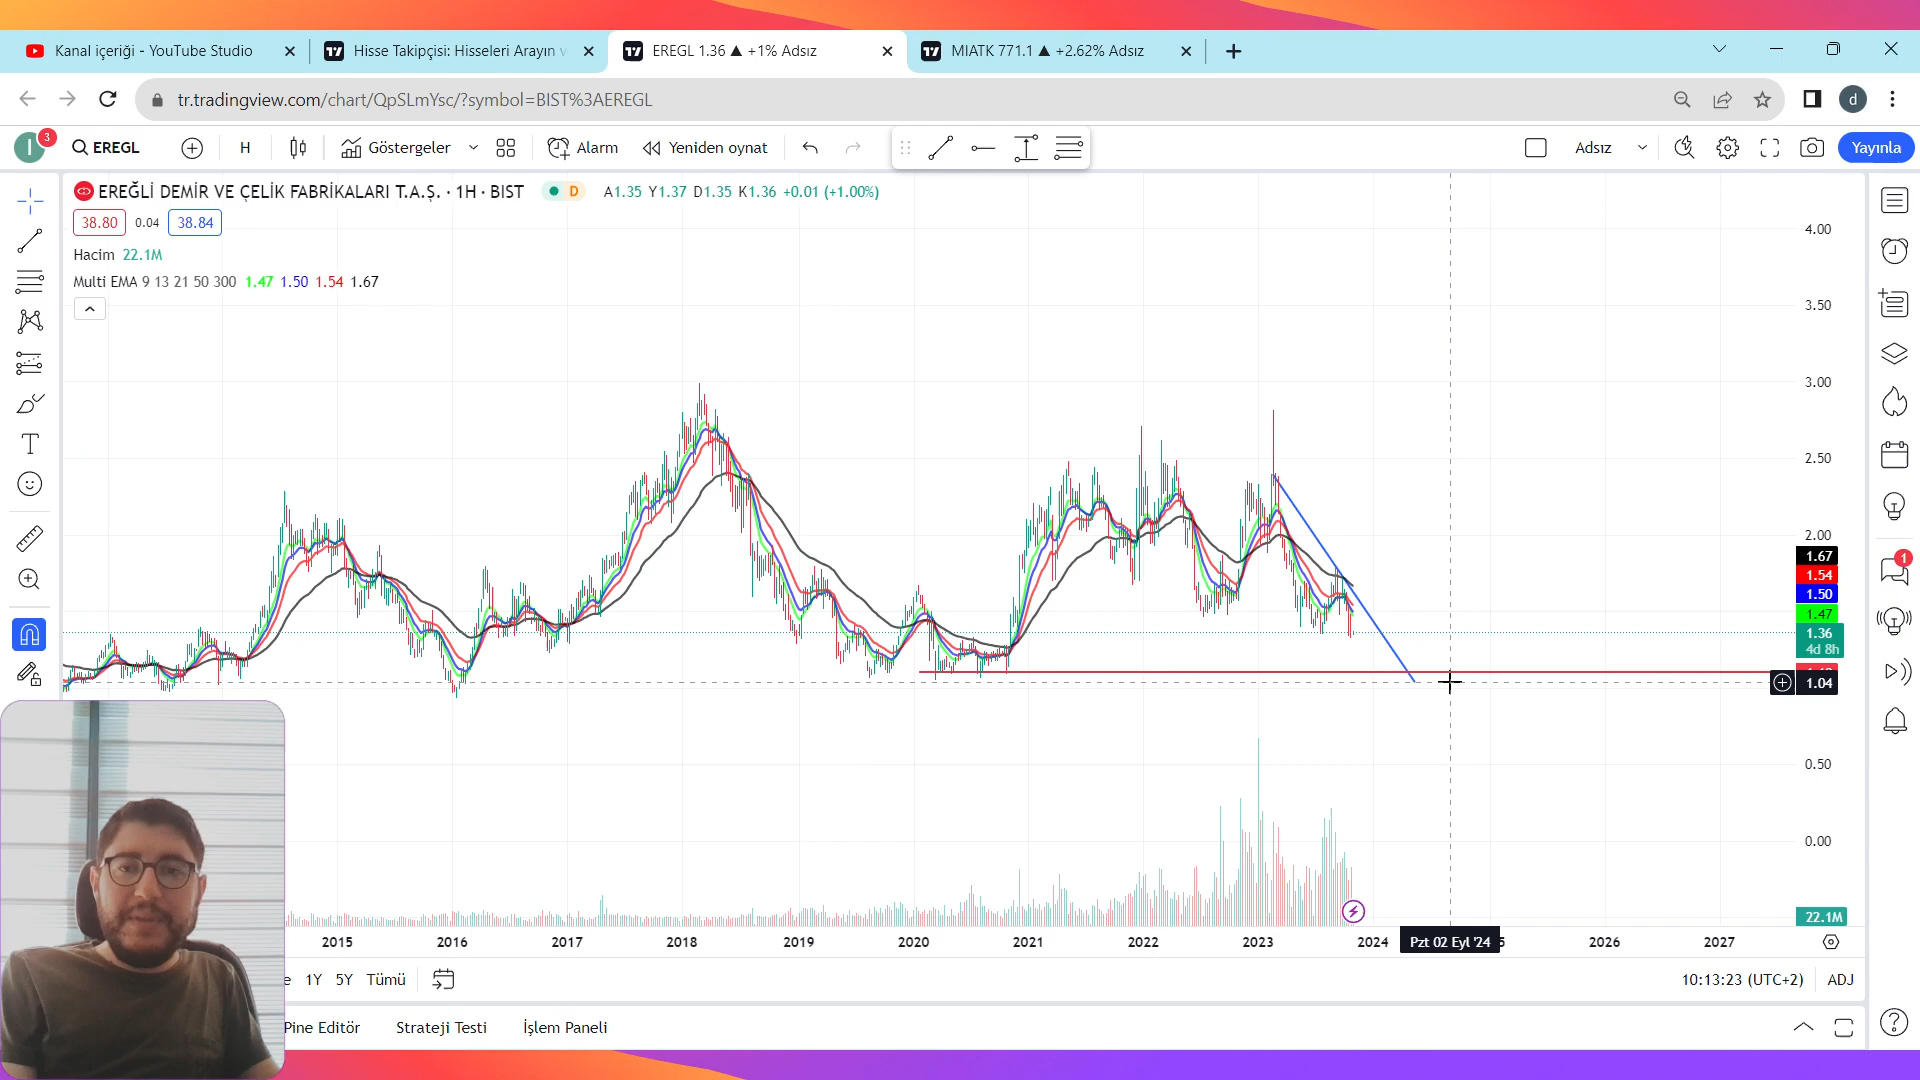 Kanal içeriği - YouTube Studio
Hisse Takipçisi: Hisseleri Arayın v
EREGL 1.36 ▲ +1% Adsız
MIATK 771.1 ▲ +2.62% Adsız
tr.tradingview.com/chart/QpSLmYsc/?symbol=BIST%3AEREGL
d
I
3
EREGL
H
Göstergeler
Alarm
Yeniden oynat
Adsız
Yayınla
EREĞLİ DEMİR VE ÇELİK FABRİKALARI T.A.Ş. · 1H · BIST
D
A1.35 Y1.37 D1.35 K1.36 +0.01 (+1.00%)
38.80
0.04
38.84
Hacim 22.1M
Multi EMA 9 13 21 50 300 1.47 1.50 1.54 1.67
4.00
3.50
3.00
2.50
2.00
1.67
1.54
1.50
1.47
1.36
4d 8h
1.04
0.50
0.00
22.1M
1
2015
2016
2017
2018
2019
2020
2021
2022
2023
2024
Pzt 02 Eyl '24
5
2026
2027
e
1Y
5Y
Tümü
10:13:23 (UTC+2)
ADJ
Pine Editör
Strateji Testi
İşlem Paneli